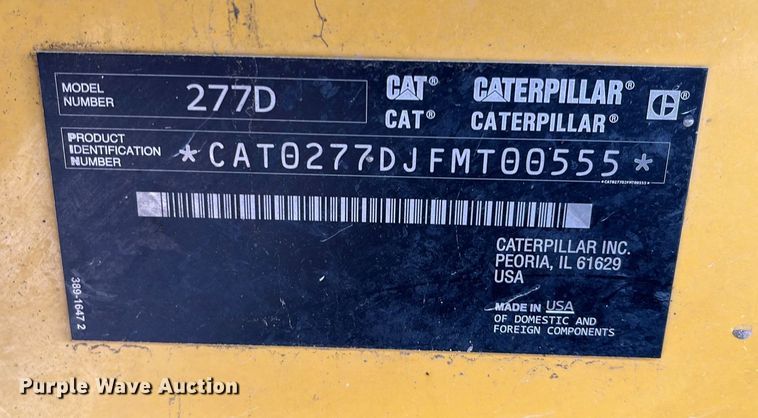 MODEL NUMBER 277D
CAT® CATERPILLAR® C®
CAT® CATERPILLAR®
PRODUCT IDENTIFICATION NUMBER *CAT0277DJFMT00555*
*CAT0277DJFMT00555*
CATERPILLAR INC.
PEORIA, IL 61629
USA
MADE IN USA
OF DOMESTIC AND
FOREIGN COMPONENTS
389-1647 2
Purple Wave Auction